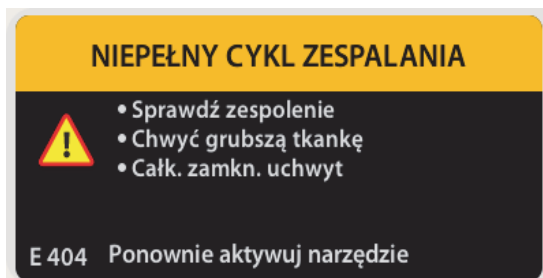 NIEPEŁNY CYKL ZESPALANIA
• Sprawdź zespolenie
• Chwyć grubszą tkankę
• Całk. zamkn. uchwyt
E 404 Ponownie aktywuj narzędzie